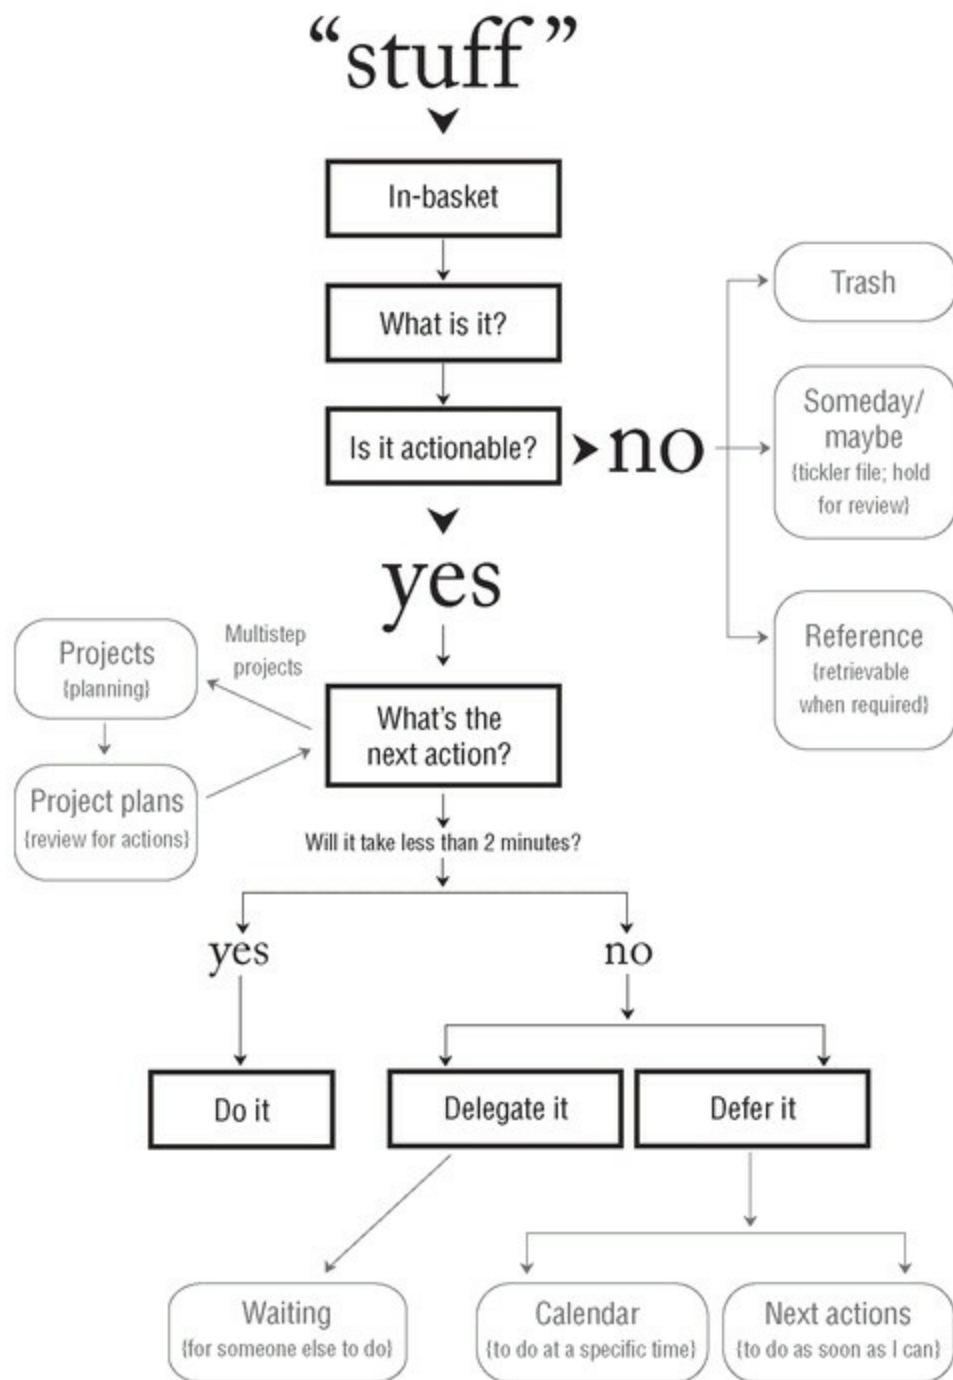 “stuff”
In-basket
What is it?
Is it actionable?
no
Trash
Someday/
maybe
{tickler file; hold
for review}
Reference
{retrievable
when required}
yes
Multistep
projects
Projects
{planning}
Project plans
{review for actions}
What’s the
next action?
Will it take less than 2 minutes?
yes
no
Do it
Delegate it
Defer it
Waiting
{for someone else to do}
Calendar
{to do at a specific time}
Next actions
{to do as soon as I can}